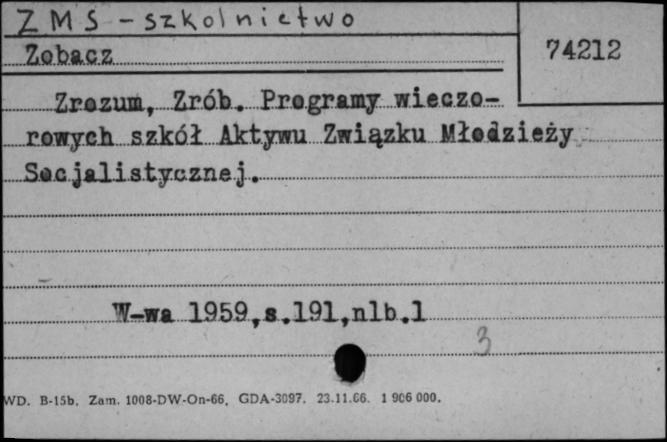 ZMS - szkolnictwo
Zobacz
74212
Zrozum, Zrób. Programy wieczo-
rowych szkół Aktywu Związku Młodzieży
Socjalistycznej.
W-wa 1959,s.191,nlb.1
3
WD. B-15b. Zam. 1008-DW-On-66. GDA-3097. 23.11.66. 1 906 000.